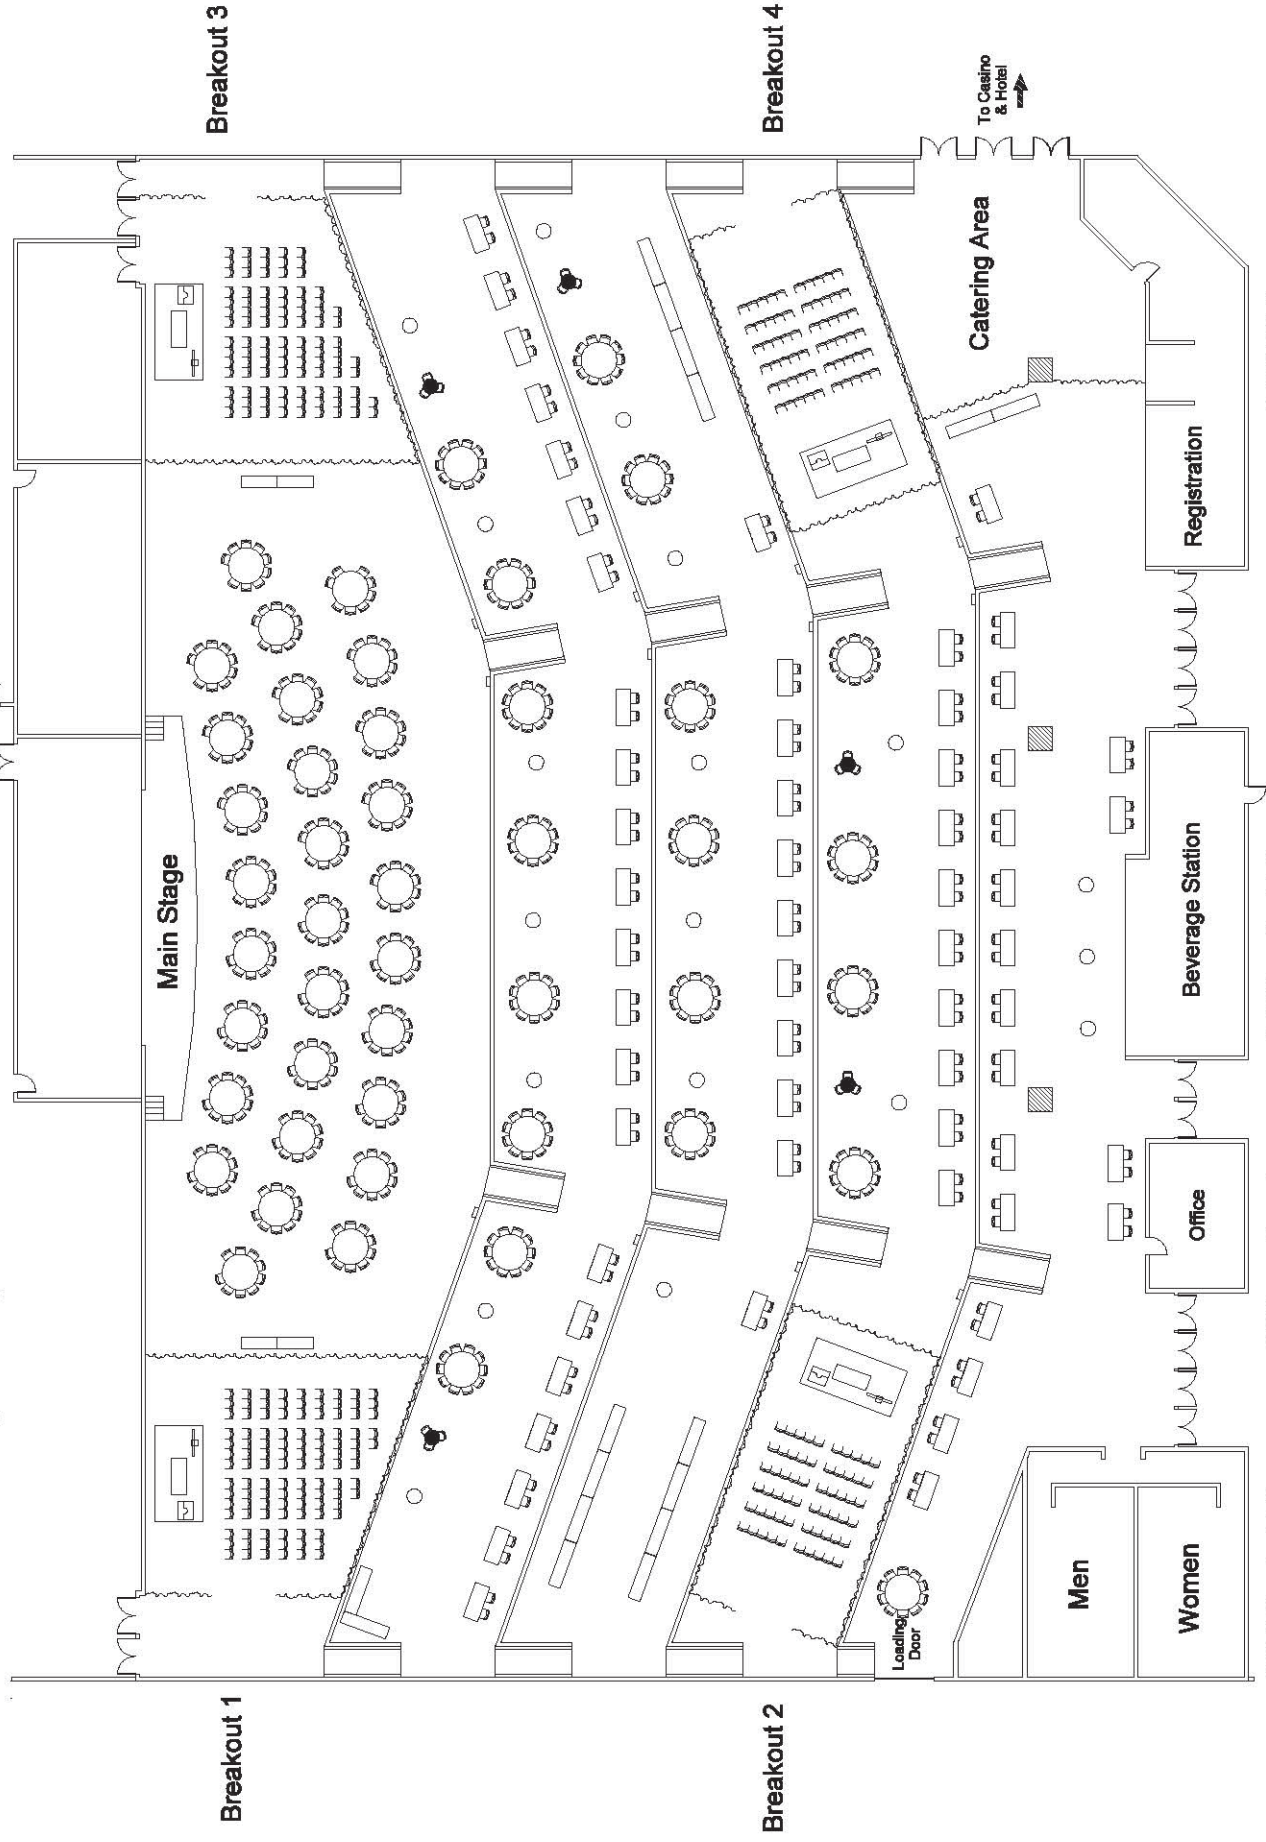 Breakout 1
Breakout 3
Main Stage
Breakout 2
Breakout 4
Loading
Door
Catering Area
To Casino
& Hotel
Men
Women
Office
Beverage Station
Registration